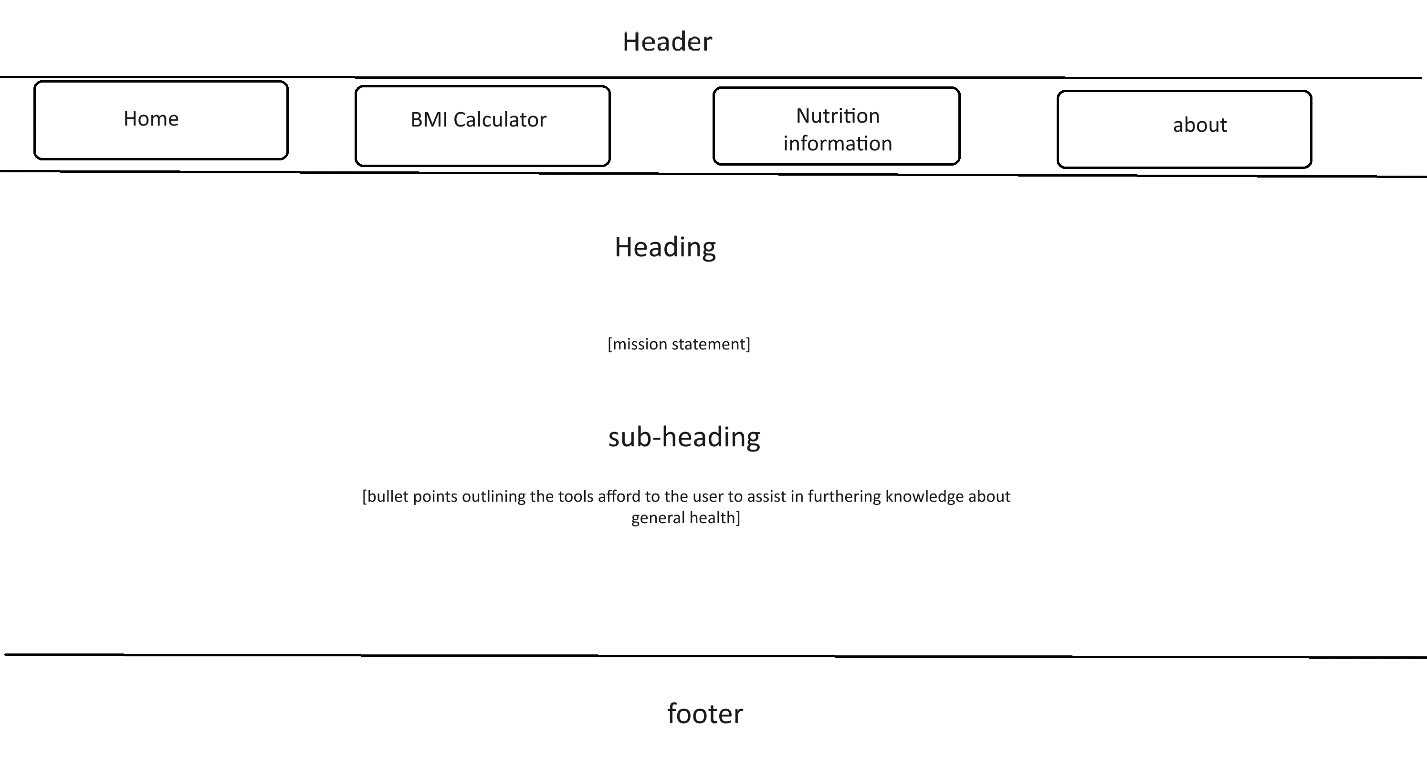 Header
Home
BMI Calculator
Nutrition
information
about
Heading
[mission statement]
sub-heading
[bullet points outlining the tools afford to the user to assist in furthering knowledge about
general health]
footer